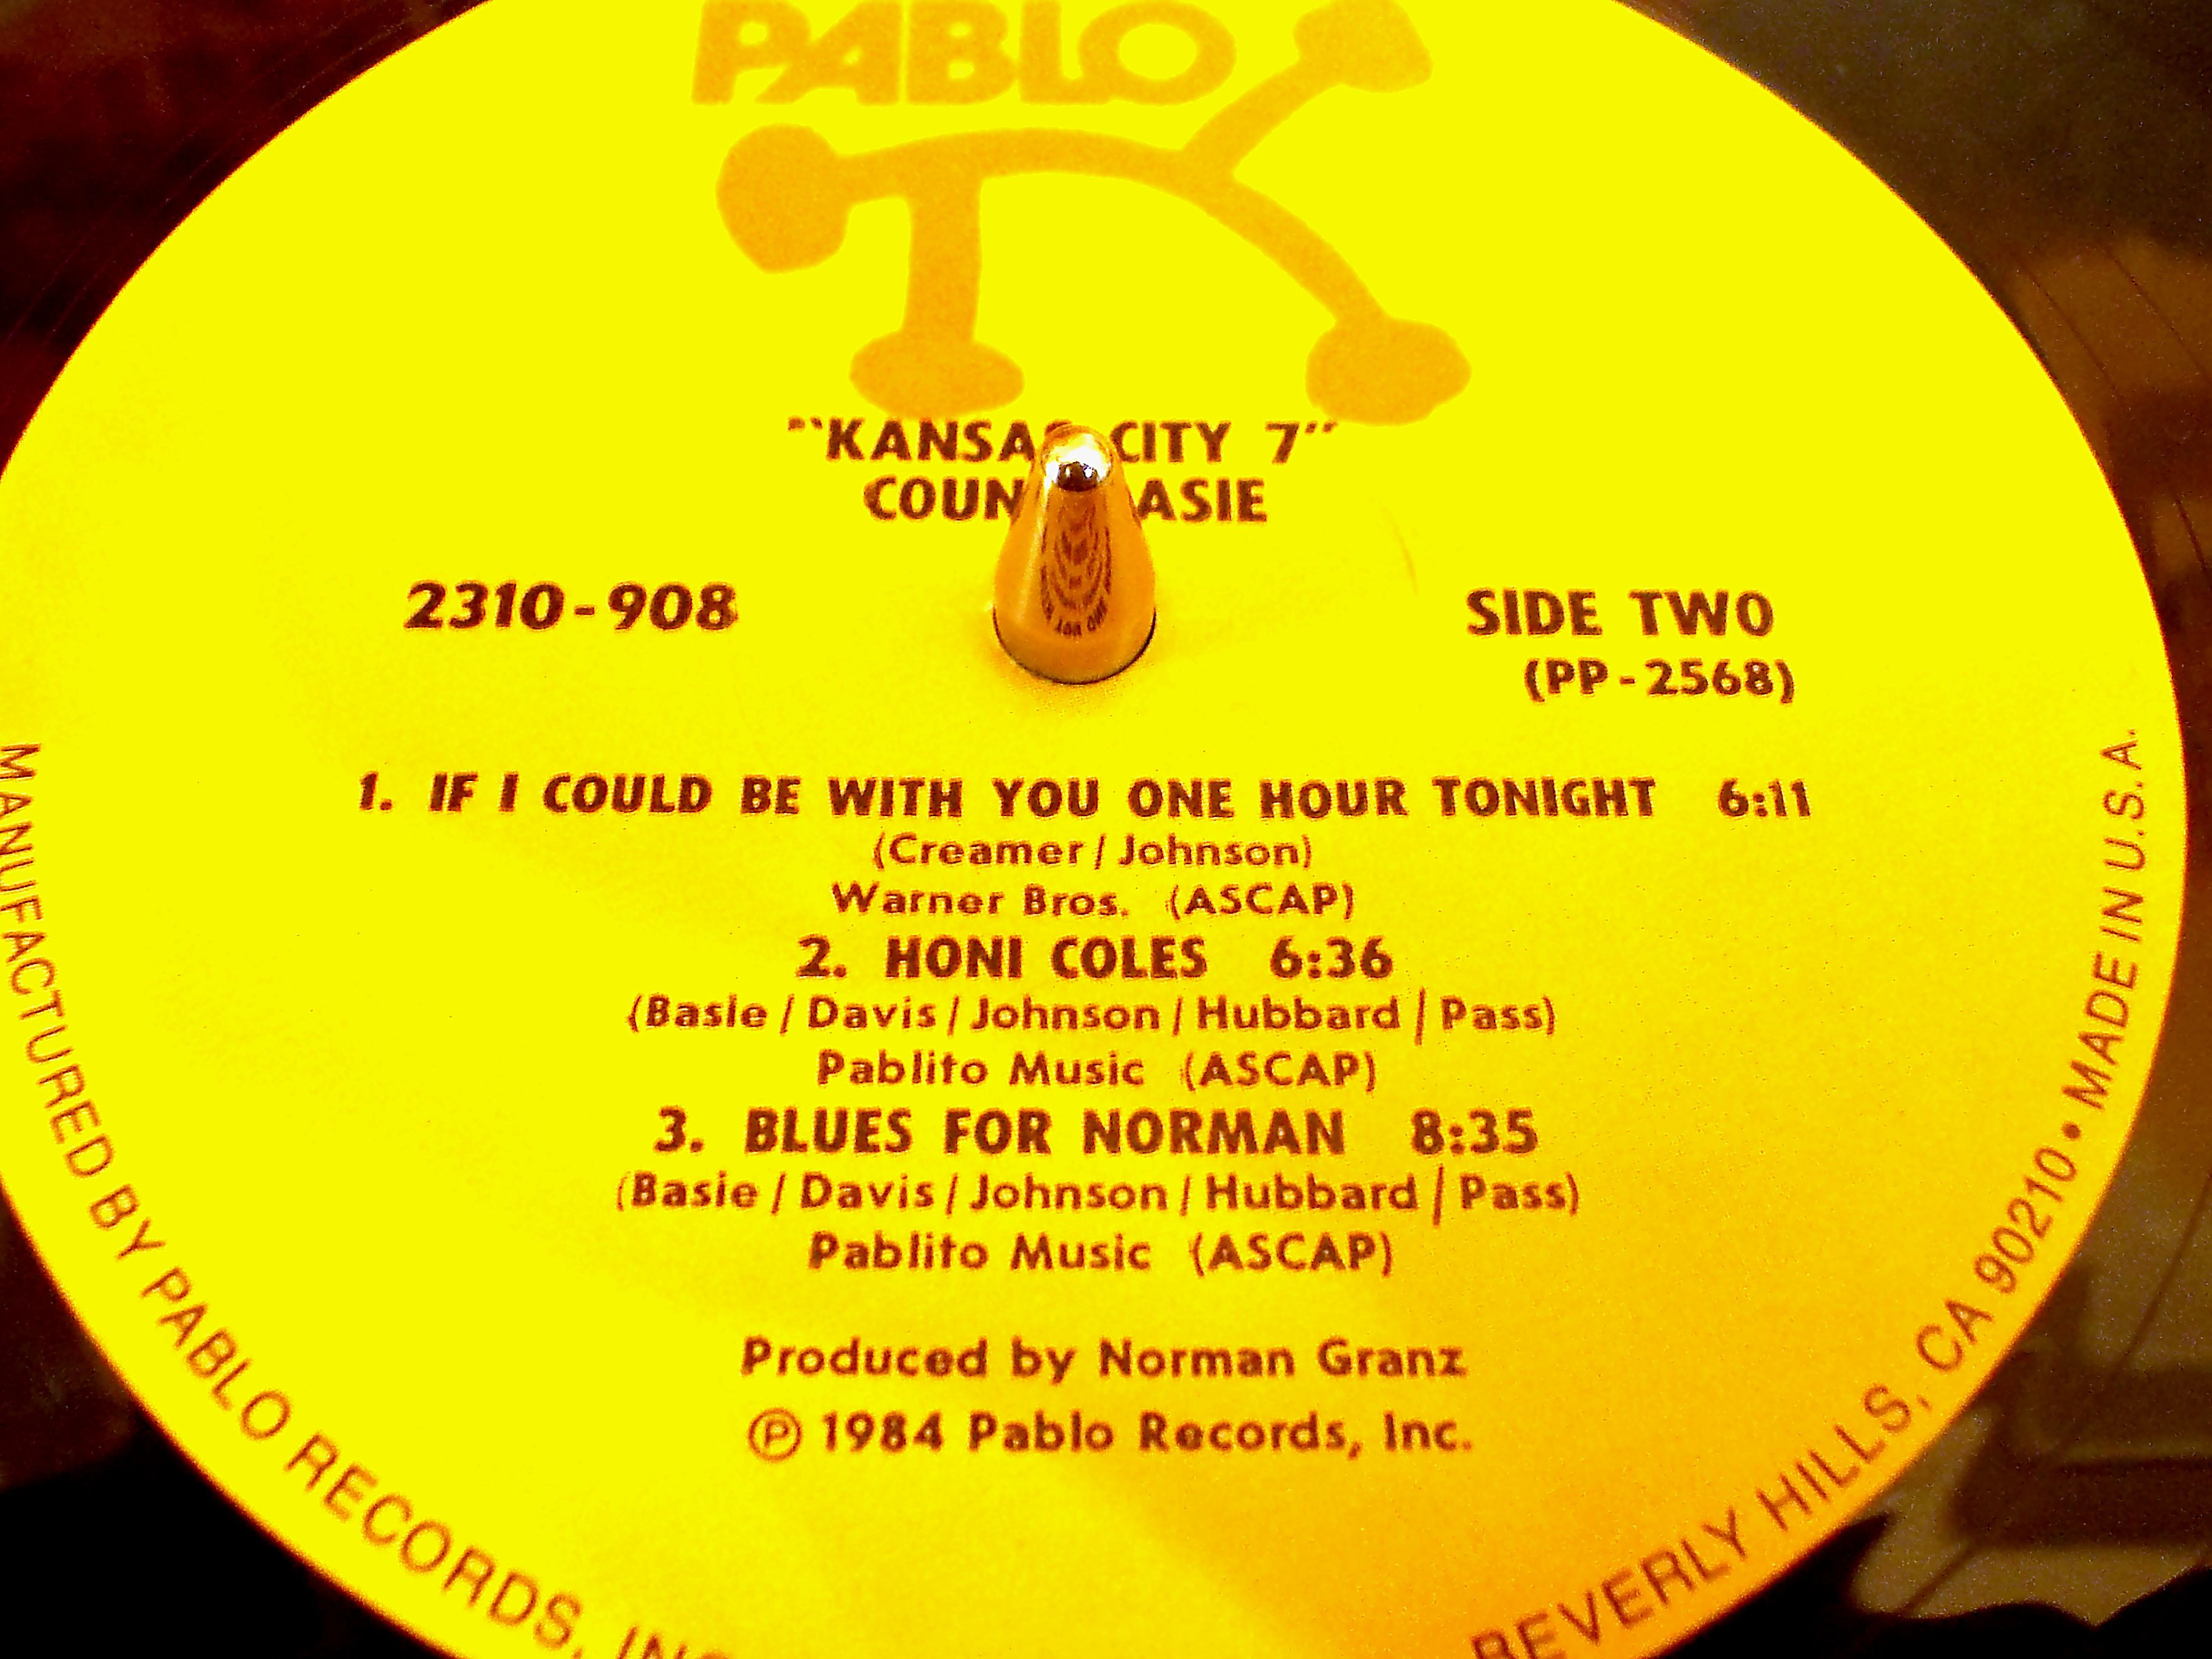 PABLO
"KANSAS CITY 7"
COUNT BASIE
2310-908
SIDE TWO
(PP-2568)
1. IF I COULD BE WITH YOU ONE HOUR TONIGHT 6:11
(Creamer / Johnson)
Warner Bros. (ASCAP)
2. HONI COLES 6:36
(Basie / Davis / Johnson / Hubbard / Pass)
Pablito Music (ASCAP)
3. BLUES FOR NORMAN 8:35
(Basie / Davis / Johnson / Hubbard / Pass)
Pablito Music (ASCAP)
Produced by Norman Granz
℗ 1984 Pablo Records, Inc.
MANUFACTURED BY PABLO RECORDS, INC
BEVERLY HILLS, CA 90210 • MADE IN U.S.A.